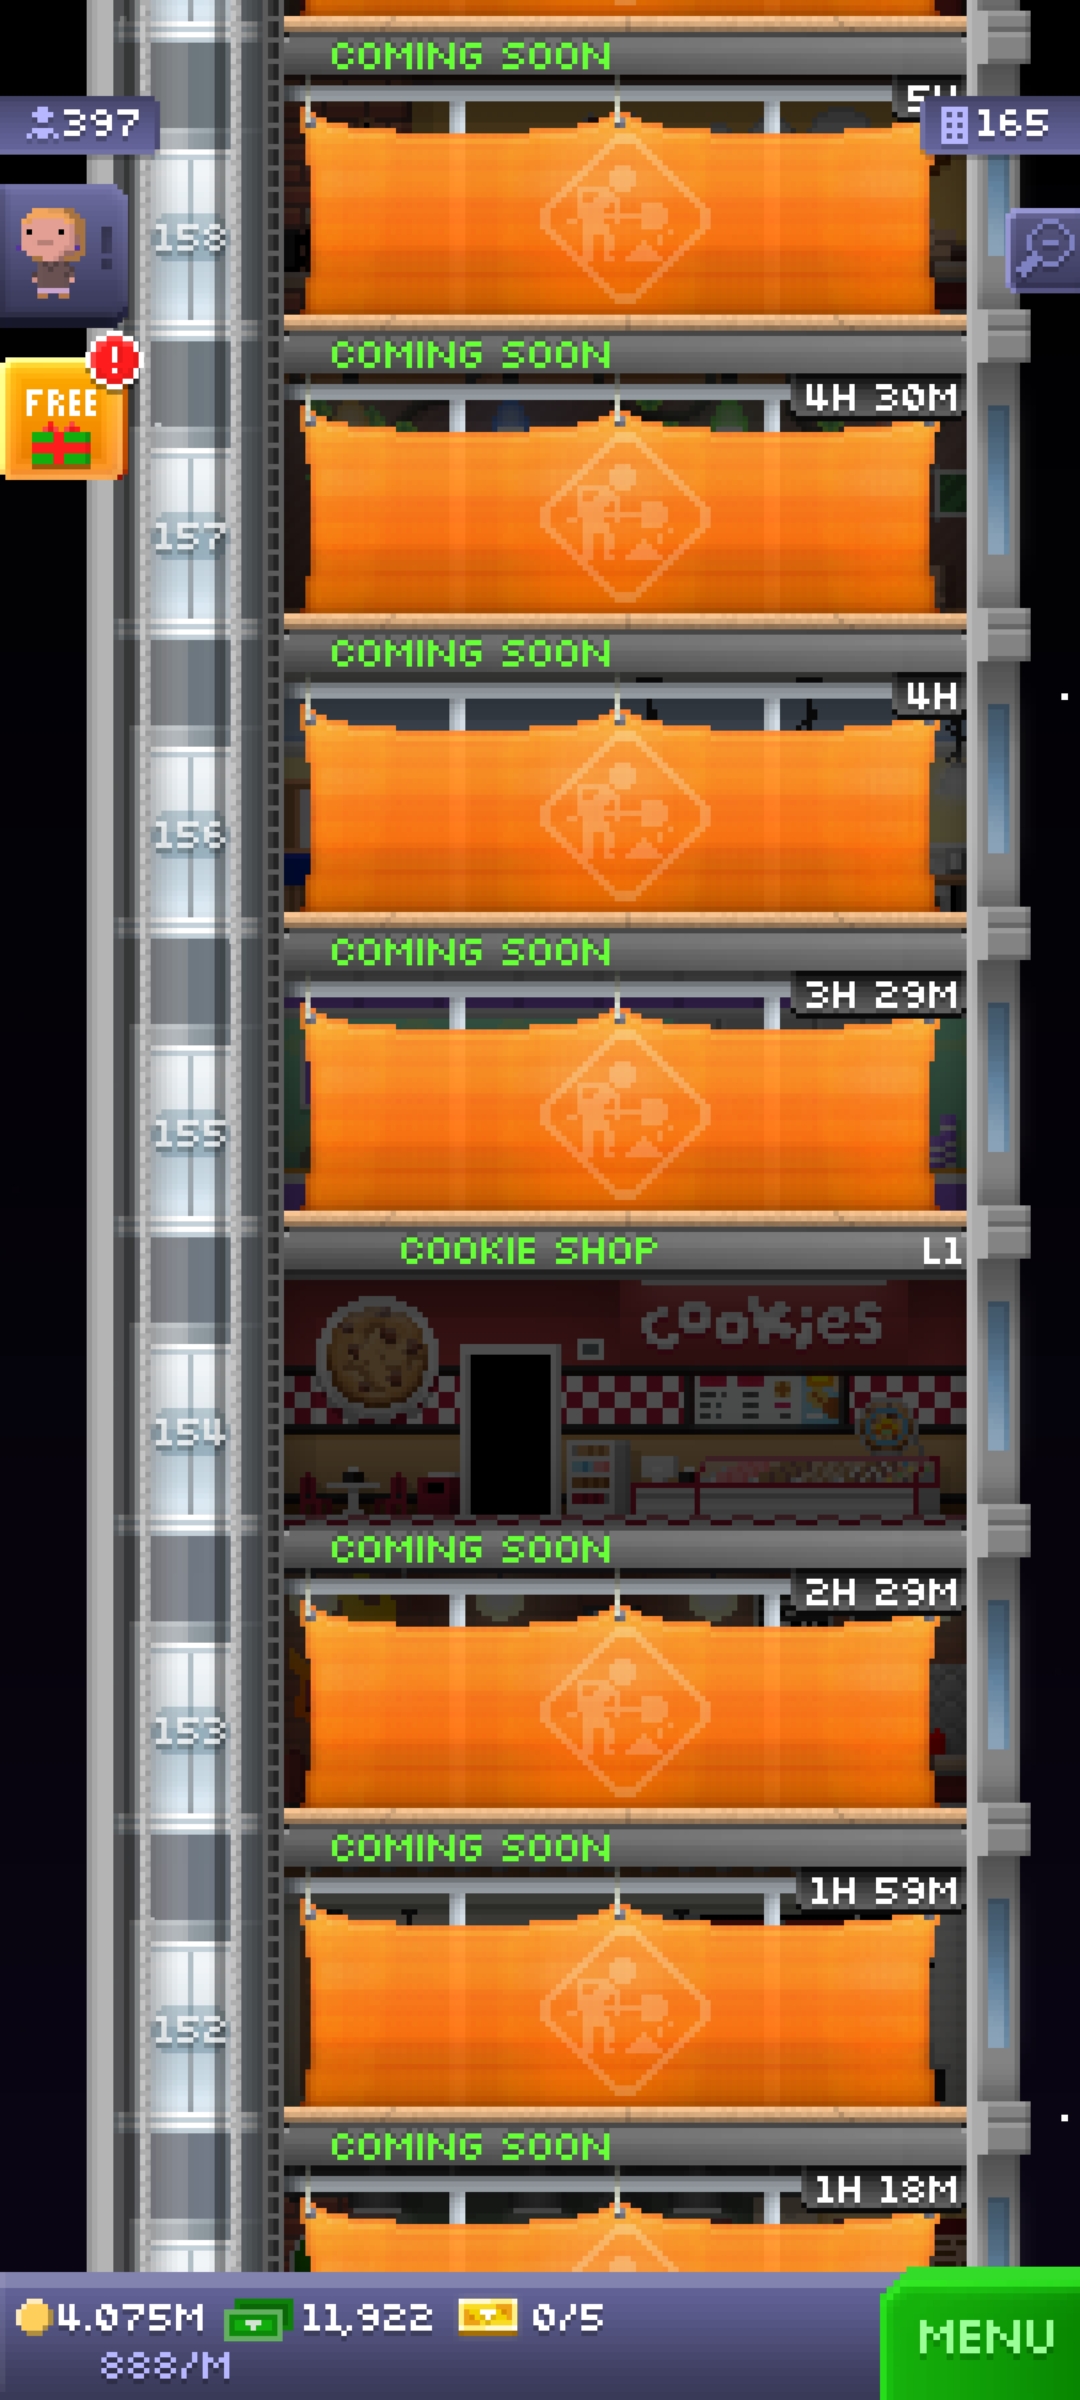 COMING SOON
397
165
158
COMING SOON
4H 30M
FREE
!
157
COMING SOON
4H
156
COMING SOON
3H 29M
155
COOKIE SHOP L1
cookies
154
COMING SOON
2H 29M
153
COMING SOON
1H 59M
152
COMING SOON
1H 18M
4.075M 11,922 0/5
888/M
MENU